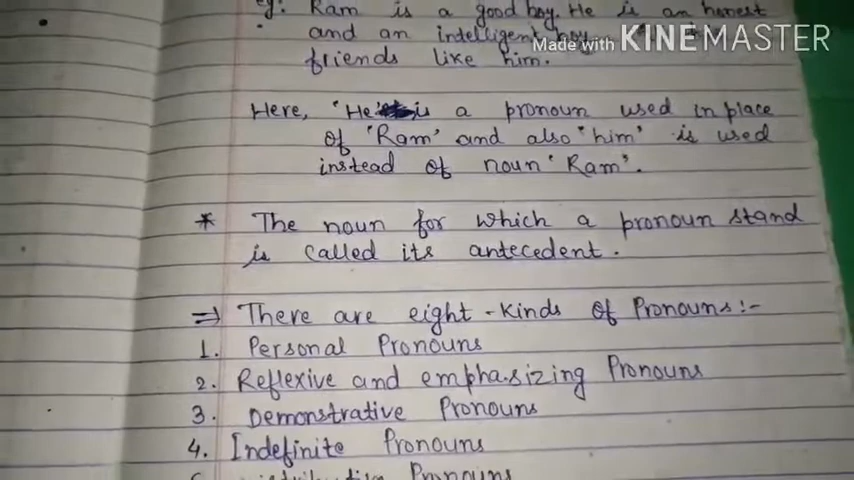 eg: Ram is a good boy. He is an honest
and an intelligent boy.
Made with KINEMASTER
friends like him.
Here, "He" is a pronoun used in place
of "Ram" and also "him" is used
instead of noun "Ram".
* The noun for which a pronoun stand
is called its antecedent.
⇒ There are eight - kinds of Pronouns :-
1. Personal Pronouns
2. Reflexive and emphasizing Pronouns
3. Demonstrative Pronouns
4. Indefinite Pronouns
Pronouns